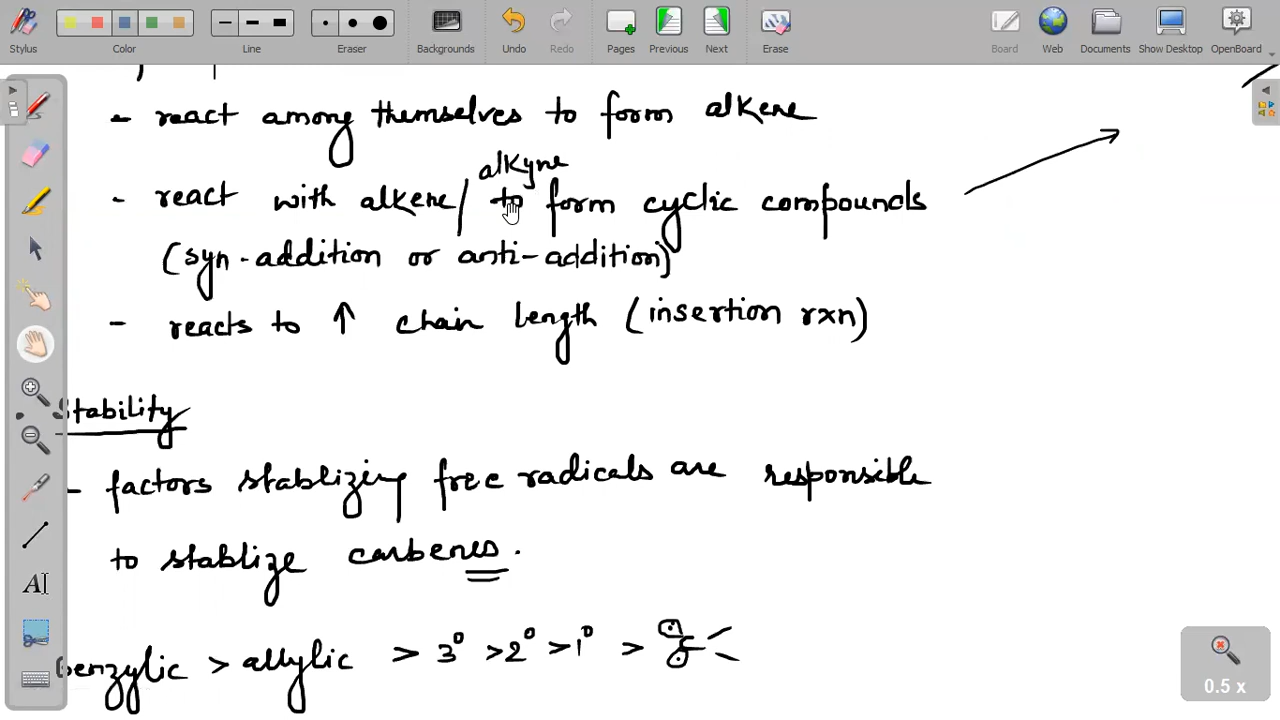 Stylus
Color
Line
Eraser
Backgrounds
Undo
Redo
Pages
Previous
Next
Erase
Board
Web
Documents
Show Desktop
OpenBoard
- react among themselves to form alkene
alkyne
- react with alkene/ to form cyclic compounds
(syn-addition or anti-addition)
- reacts to ↑ chain length (insertion rxn)
• Stability
- factors stablizing free radicals are responsible
to stablize carbenes.
Benzylic > allylic > 3° > 2° > 1° >
0.5 x